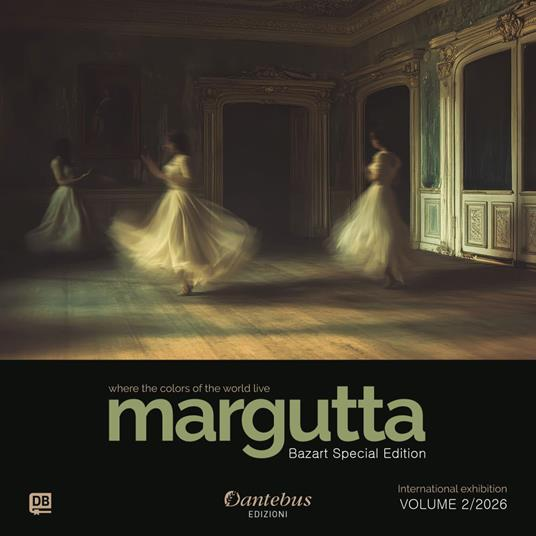 where the colors of the world live
margutta
Bazart Special Edition
International exhibition
VOLUME 2/2026
DB
Dantebus
EDIZIONI